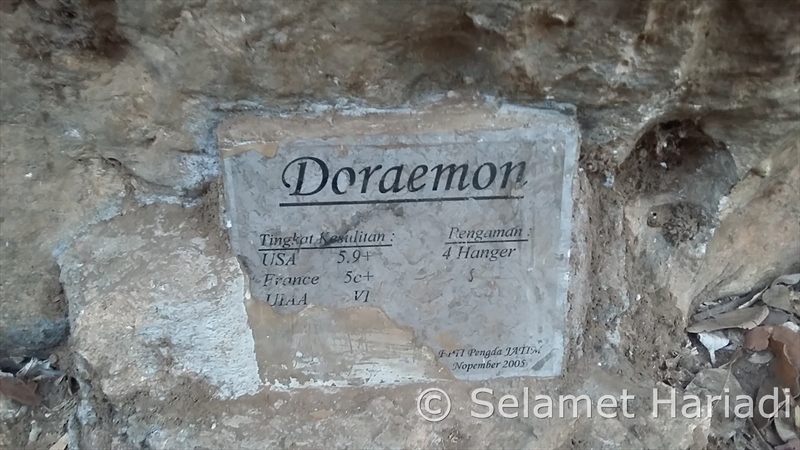 Doraemon
Tingkat Kesulitan :
USA 5.9+
France 5c+
UIAA VI
Pengaman :
4 Hanger
FPTI Pengda JATIM
Nopember 2005
© Selamet Hariadi